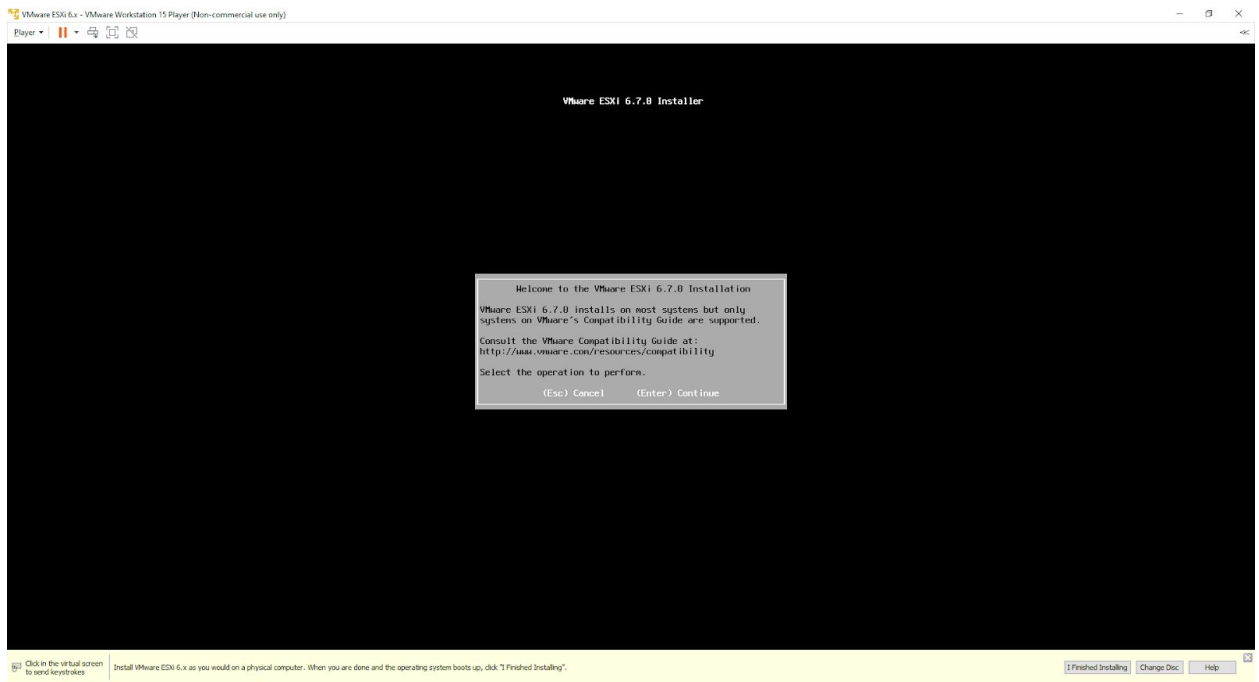 VMware ESXi 6.x - VMware Workstation 15 Player (Non-commercial use only)
Player
VMware ESXi 6.7.0 Installer
Welcome to the VMware ESXi 6.7.0 Installation
VMware ESXi 6.7.0 installs on most systems but only
systems on VMware's Compatibility Guide are supported.
Consult the VMware Compatibility Guide at:
http://www.vmware.com/resources/compatibility
Select the operation to perform.
(Esc) Cancel (Enter) Continue
Click in the virtual screen
to send keystrokes
Install VMware ESXi 6.x as you would on a physical computer. When you are done and the operating system boots up, click "I Finished Installing".
I Finished Installing Change Disc Help